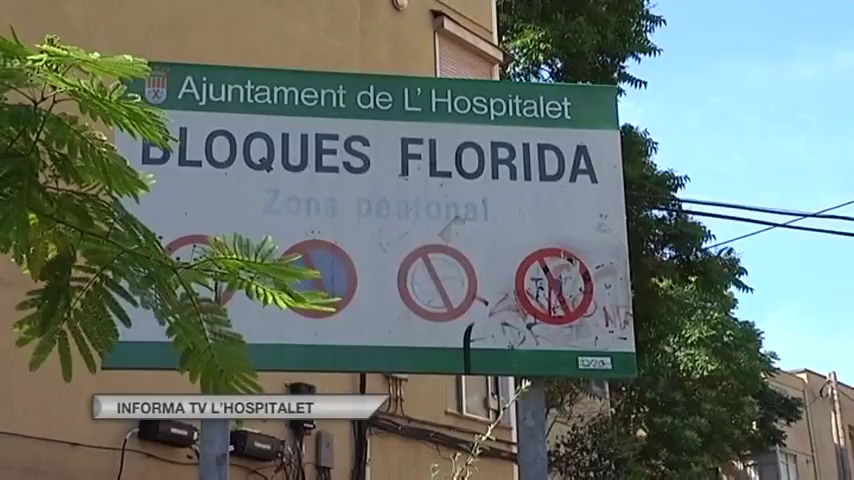 Ajuntament de L'Hospitalet
BLOQUES FLORIDA
Zona peatonal
INFORMA TV L'HOSPITALET